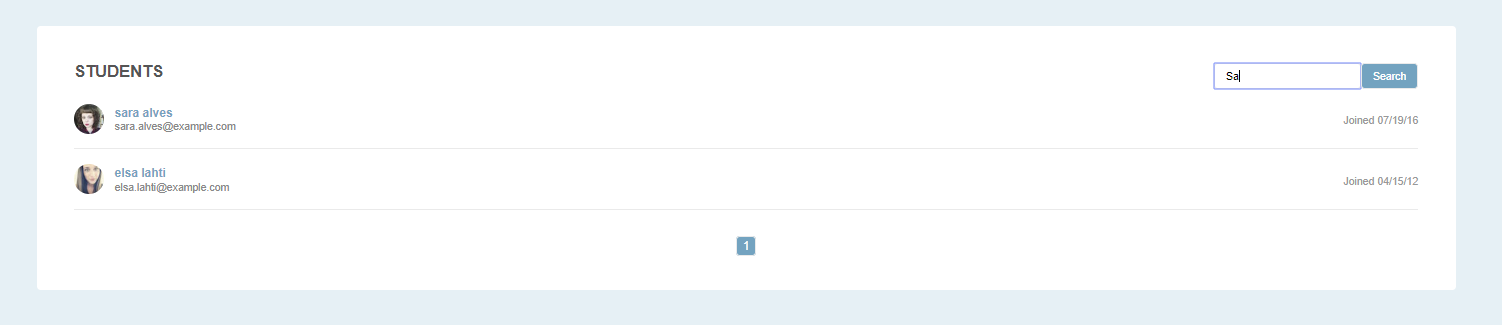 STUDENTS
Sa
Search
sara alves
sara.alves@example.com
Joined 07/19/16
elsa lahti
elsa.lahti@example.com
Joined 04/15/12
1